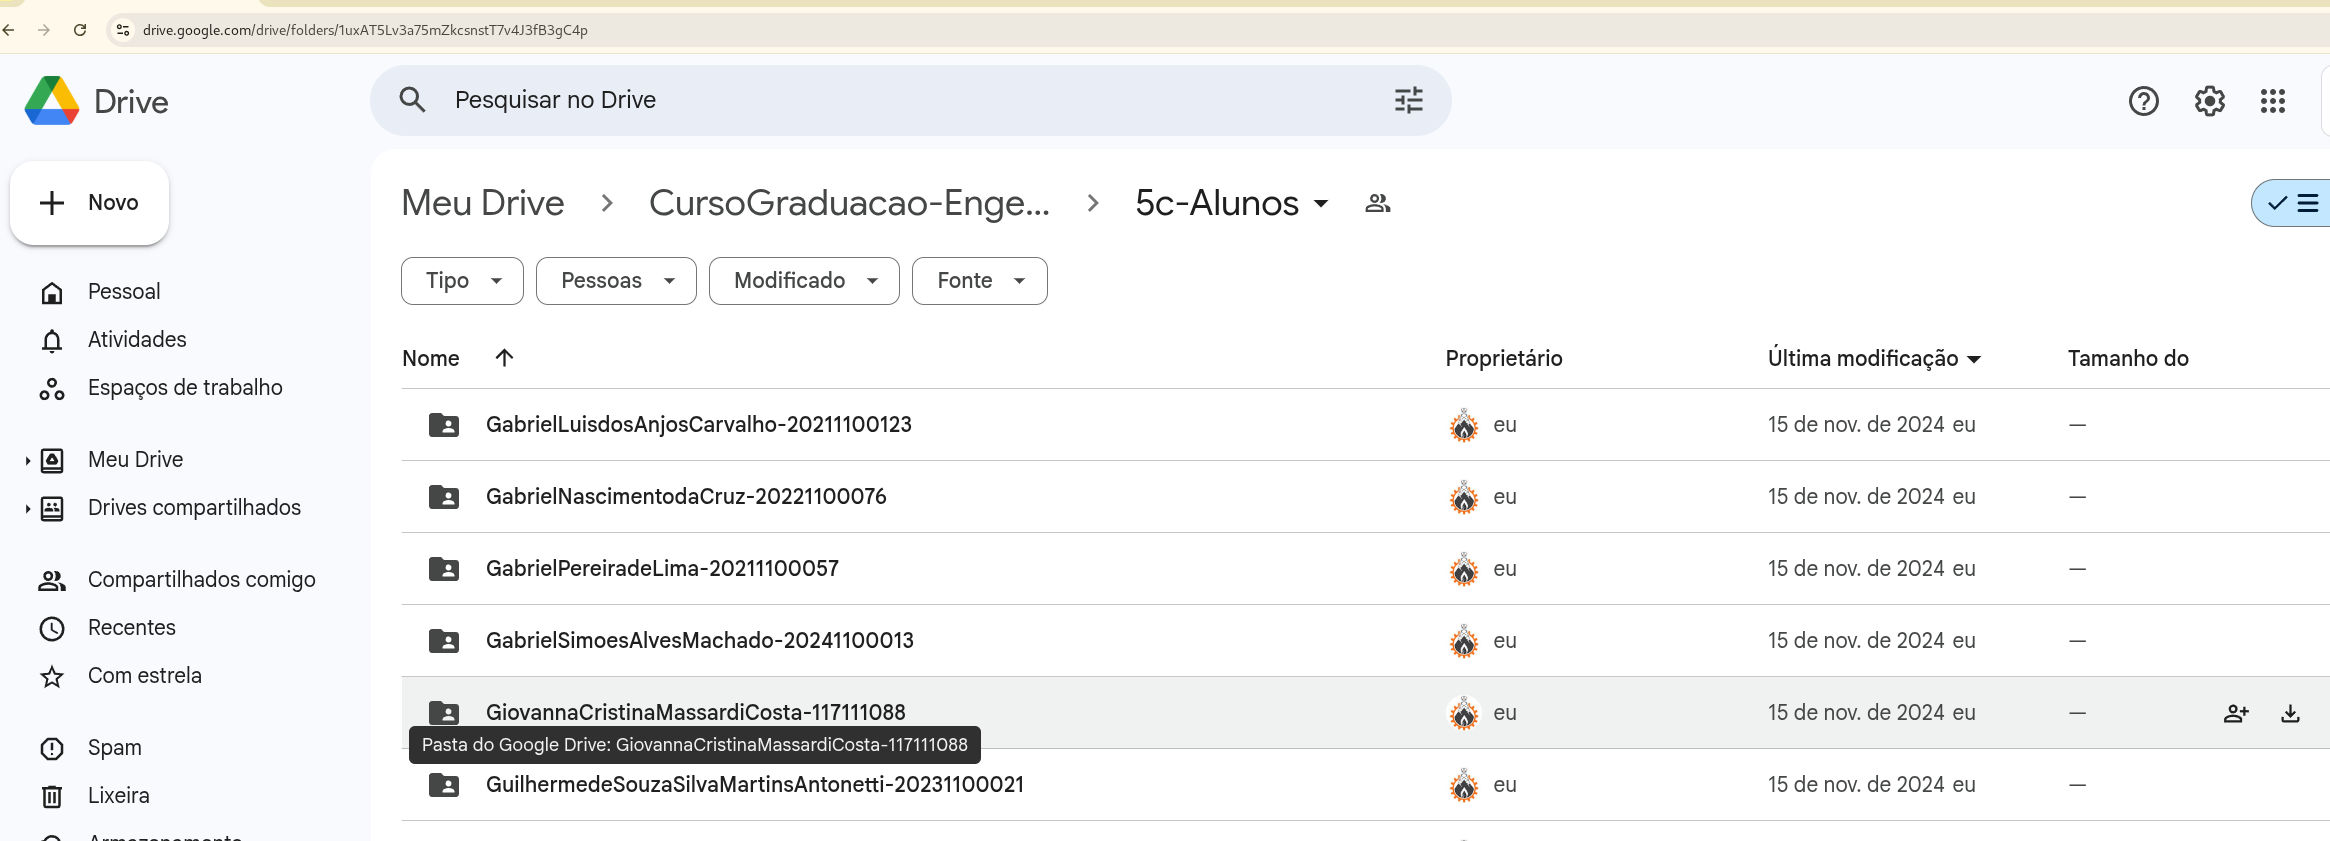 drive.google.com/drive/folders/1uxAT5Lv3a75mZkcsnstT7v4J3fB3gC4p
Drive
Pesquisar no Drive
Novo
Meu Drive
CursoGraduacao-Enge...
5c-Alunos
Tipo
Pessoas
Modificado
Fonte
Pessoal
Atividades
Espaços de trabalho
Meu Drive
Drives compartilhados
Compartilhados comigo
Recentes
Com estrela
Spam
Lixeira
Armazenamento
Nome Proprietário Última modificação Tamanho do
GabrielLuisdosAnjosCarvalho-20211100123 eu 15 de nov. de 2024 eu —
GabrielNascimentodaCruz-20221100076 eu 15 de nov. de 2024 eu —
GabrielPereiradeLima-20211100057 eu 15 de nov. de 2024 eu —
GabrielSimoesAlvesMachado-20241100013 eu 15 de nov. de 2024 eu —
GiovannaCristinaMassardiCosta-117111088 eu 15 de nov. de 2024 eu —
Pasta do Google Drive: GiovannaCristinaMassardiCosta-117111088
GuilhermedeSouzaSilvaMartinsAntonetti-20231100021 eu 15 de nov. de 2024 eu —